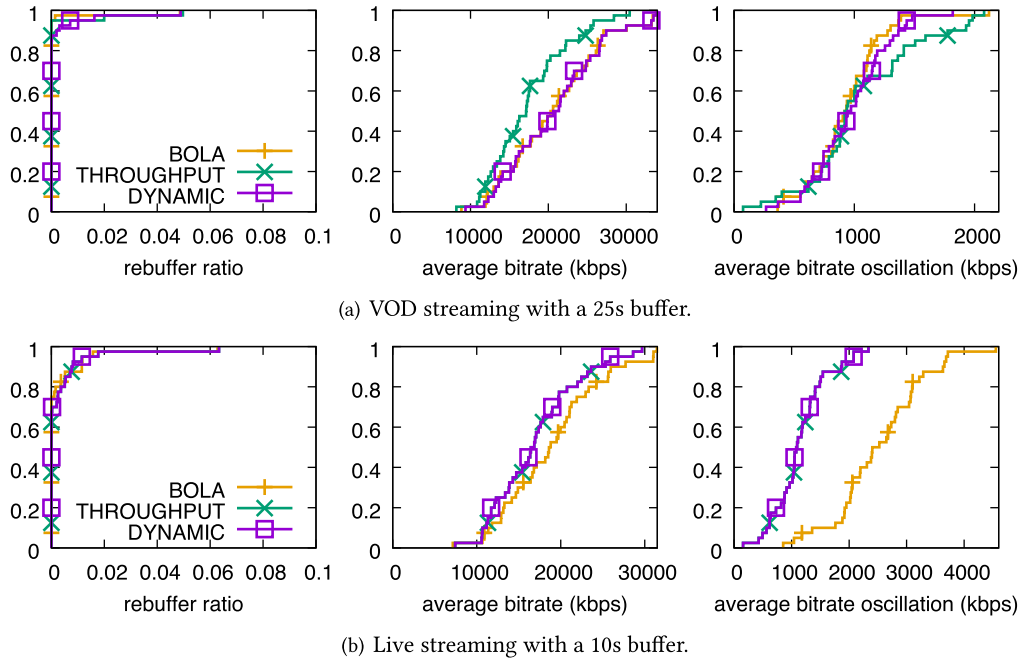 1
0.8
0.6
0.4
0.2
0
BOLA
THROUGHPUT
DYNAMIC
0 0.02 0.04 0.06 0.08 0.1
rebuffer ratio
1
0.8
0.6
0.4
0.2
0
0 10000 20000 30000
average bitrate (kbps)
1
0.8
0.6
0.4
0.2
0
0 1000 2000
average bitrate oscillation (kbps)
(a) VOD streaming with a 25s buffer.
1
0.8
0.6
0.4
0.2
0
BOLA
THROUGHPUT
DYNAMIC
0 0.02 0.04 0.06 0.08 0.1
rebuffer ratio
1
0.8
0.6
0.4
0.2
0
0 10000 20000 30000
average bitrate (kbps)
1
0.8
0.6
0.4
0.2
0
0 1000 2000 3000 4000
average bitrate oscillation (kbps)
(b) Live streaming with a 10s buffer.